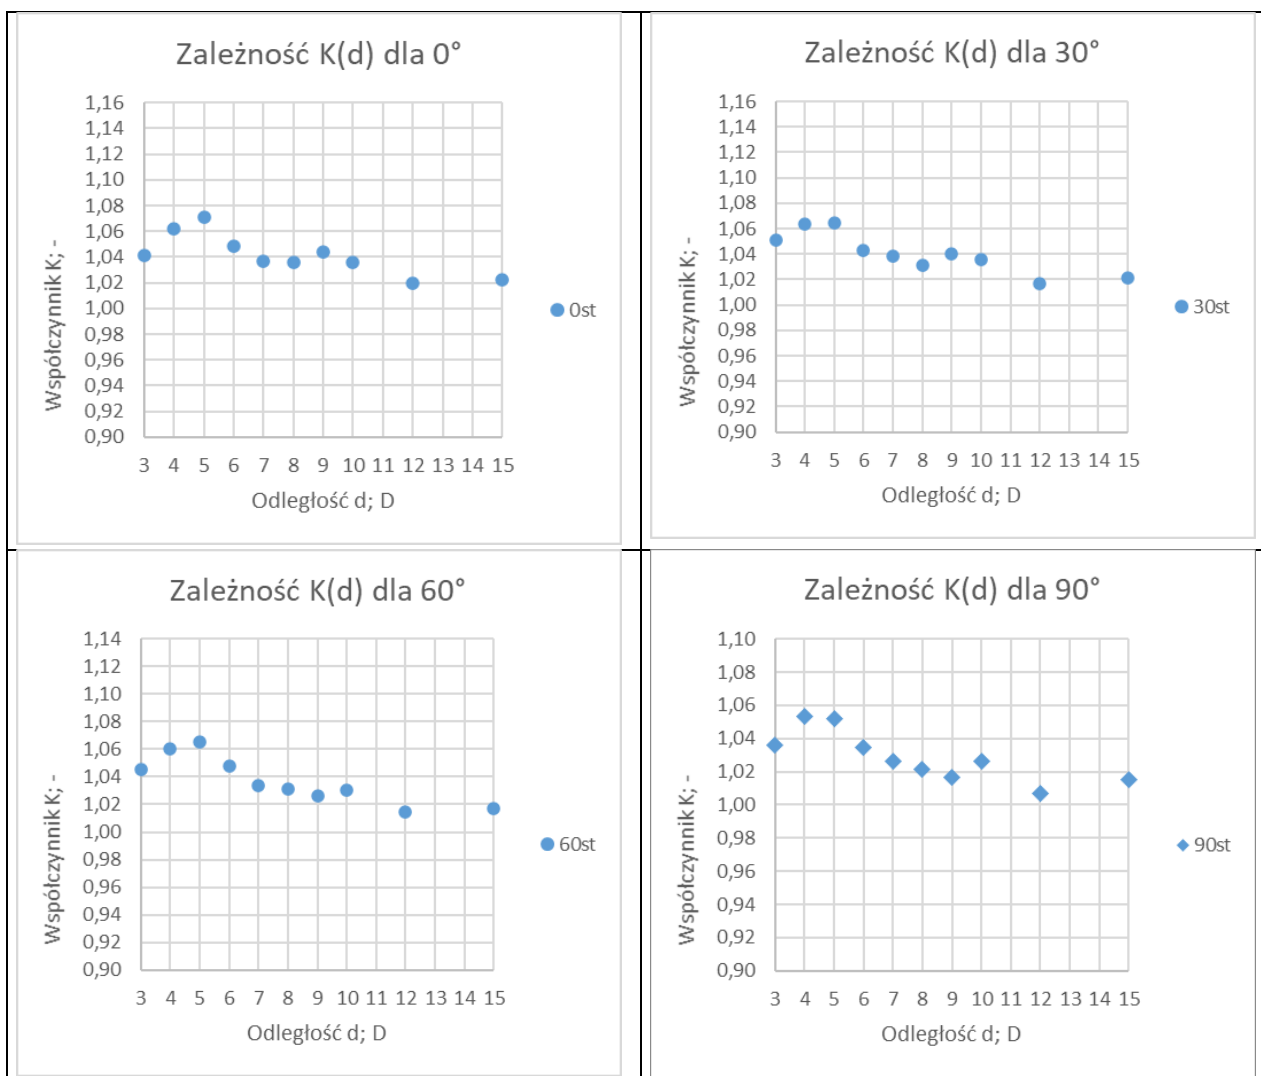 Zależność K(d) dla 0°
1,16
1,14
1,12
1,10
1,08
1,06
1,04
1,02
1,00
0,98
0,96
0,94
0,92
0,90
Współczynnik K; -
3 4 5 6 7 8 9 10 11 12 13 14 15
Odległość d; D
0st
Zależność K(d) dla 30°
1,16
1,14
1,12
1,10
1,08
1,06
1,04
1,02
1,00
0,98
0,96
0,94
0,92
0,90
Współczynnik K; -
3 4 5 6 7 8 9 10 11 12 13 14 15
Odległość d; D
30st
Zależność K(d) dla 60°
1,14
1,12
1,10
1,08
1,06
1,04
1,02
1,00
0,98
0,96
0,94
0,92
0,90
Współczynnik K; -
3 4 5 6 7 8 9 10 11 12 13 14 15
Odległość d; D
60st
Zależność K(d) dla 90°
1,10
1,08
1,06
1,04
1,02
1,00
0,98
0,96
0,94
0,92
0,90
Współczynnik K; -
3 4 5 6 7 8 9 10 11 12 13 14 15
Odległość d; D
90st